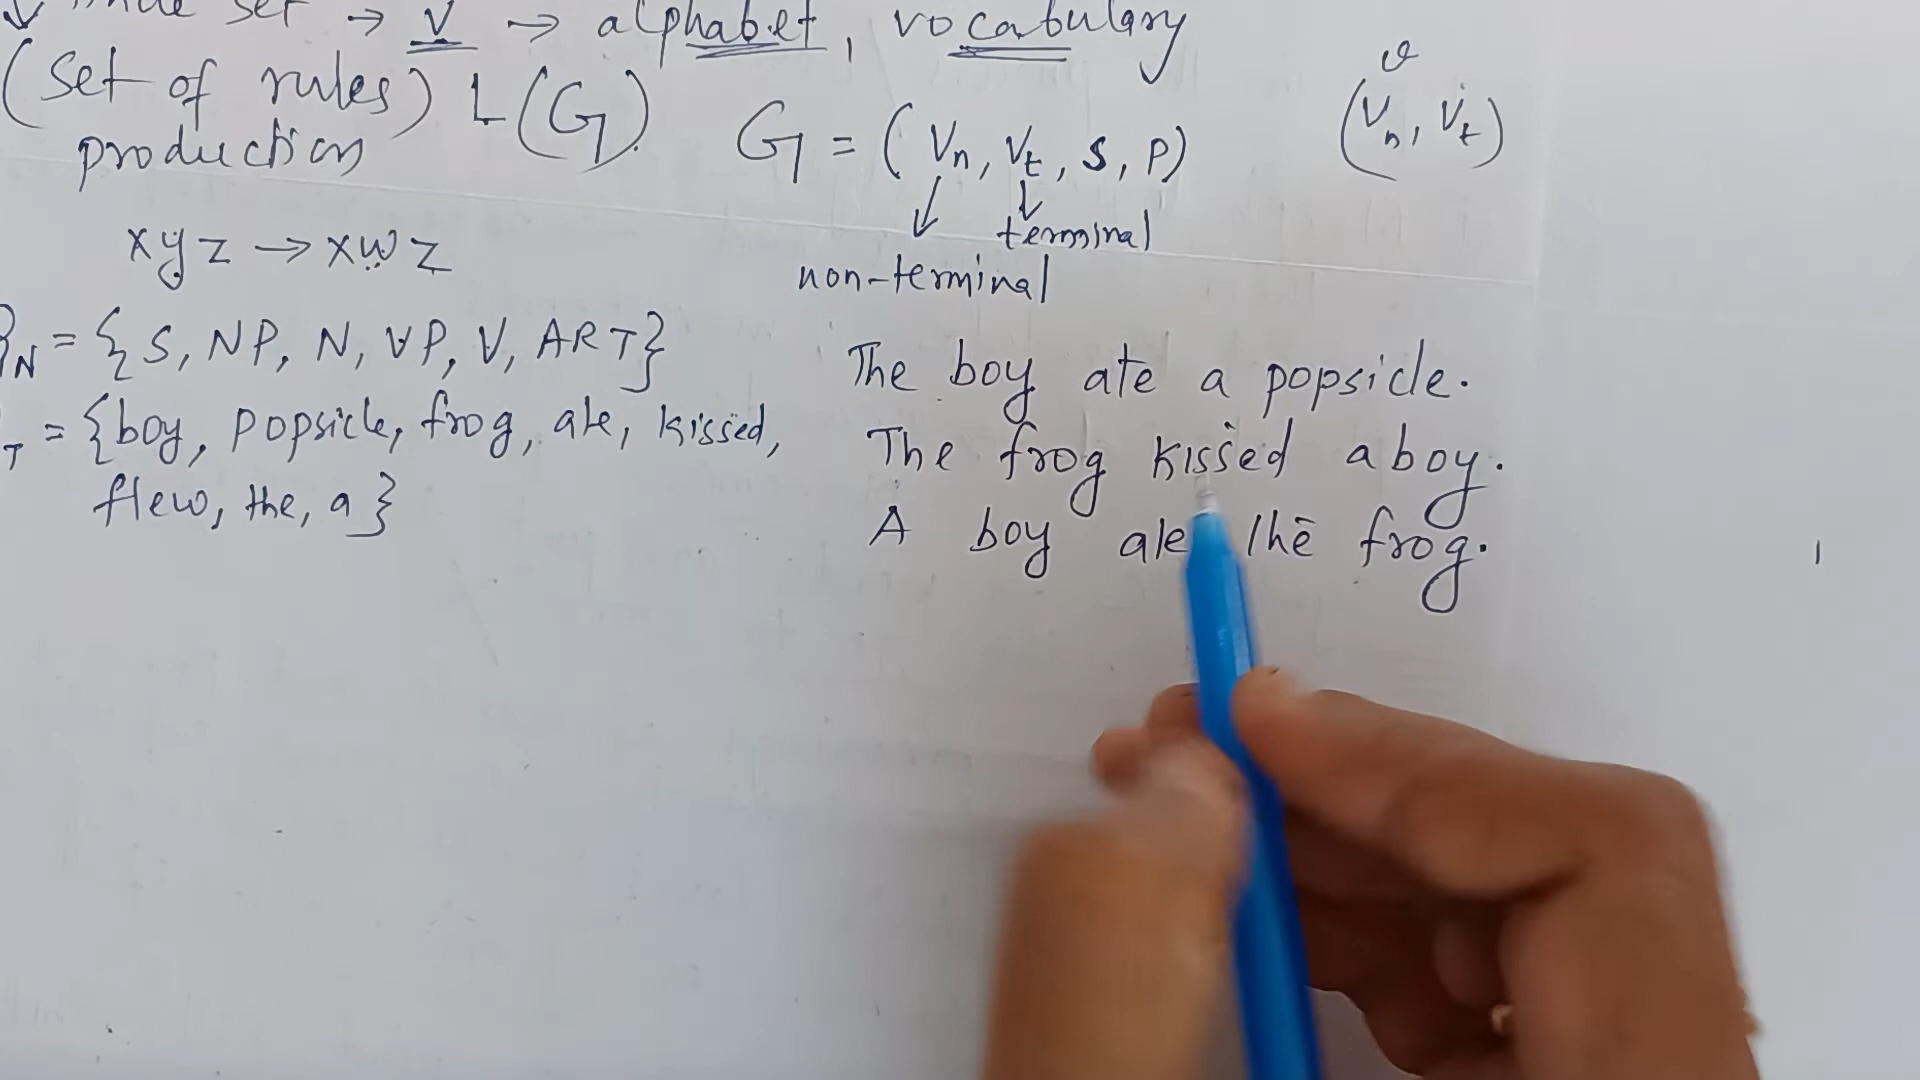 set → V → alphabet, vocabulary
(set of rules) L(G).
production
G = (Vn, Vt, S, P)
non-terminal
terminal
(Vn, Vt)
xyz → xwz
N = {S, NP, N, VP, V, ART}
T = {boy, popsicle, frog, ate, kissed,
flew, the, a}
The boy ate a popsicle.
The frog kissed a boy.
A boy ate the frog.